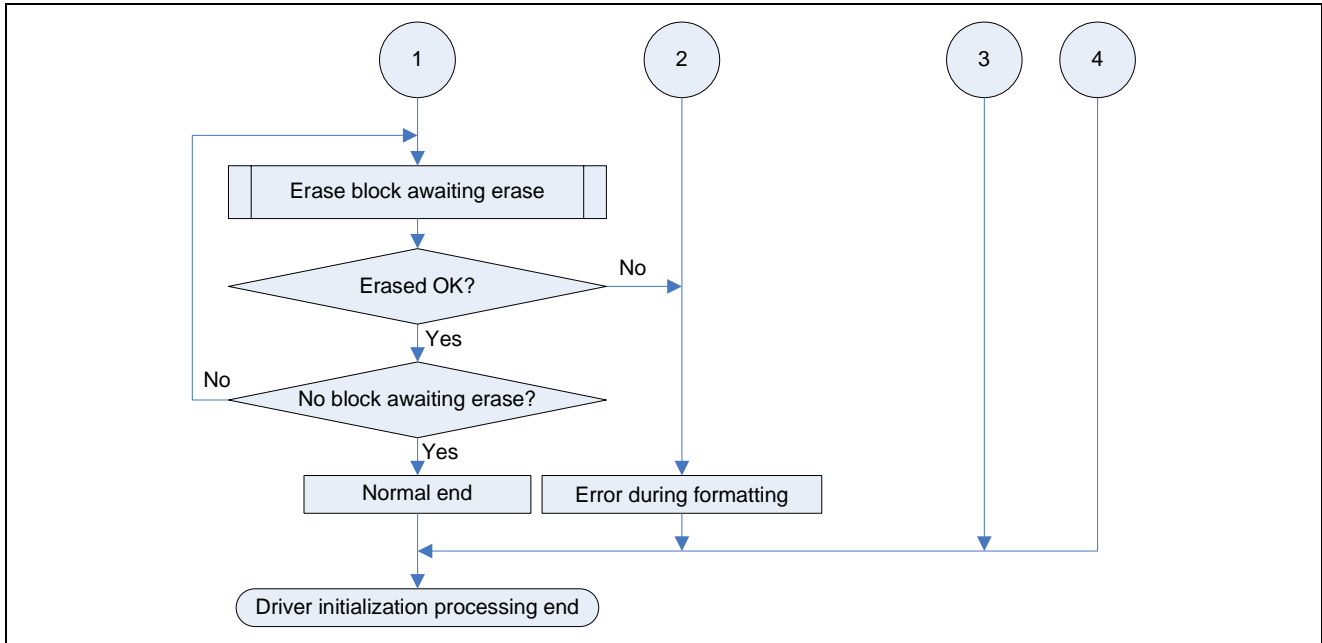 1
2
3
4
Erase block awaiting erase
Erased OK?
No
Yes
No
No block awaiting erase?
Yes
Normal end
Error during formatting
Driver initialization processing end